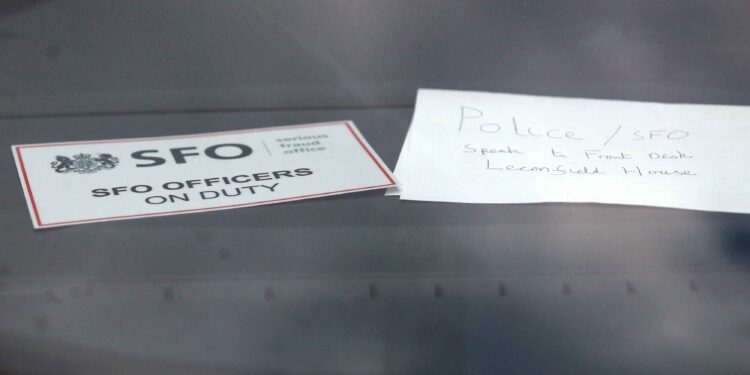 SFO
serious
fraud
office
SFO OFFICERS
ON DUTY
Police / SFO
Speak to Front Desk
Leconfield House